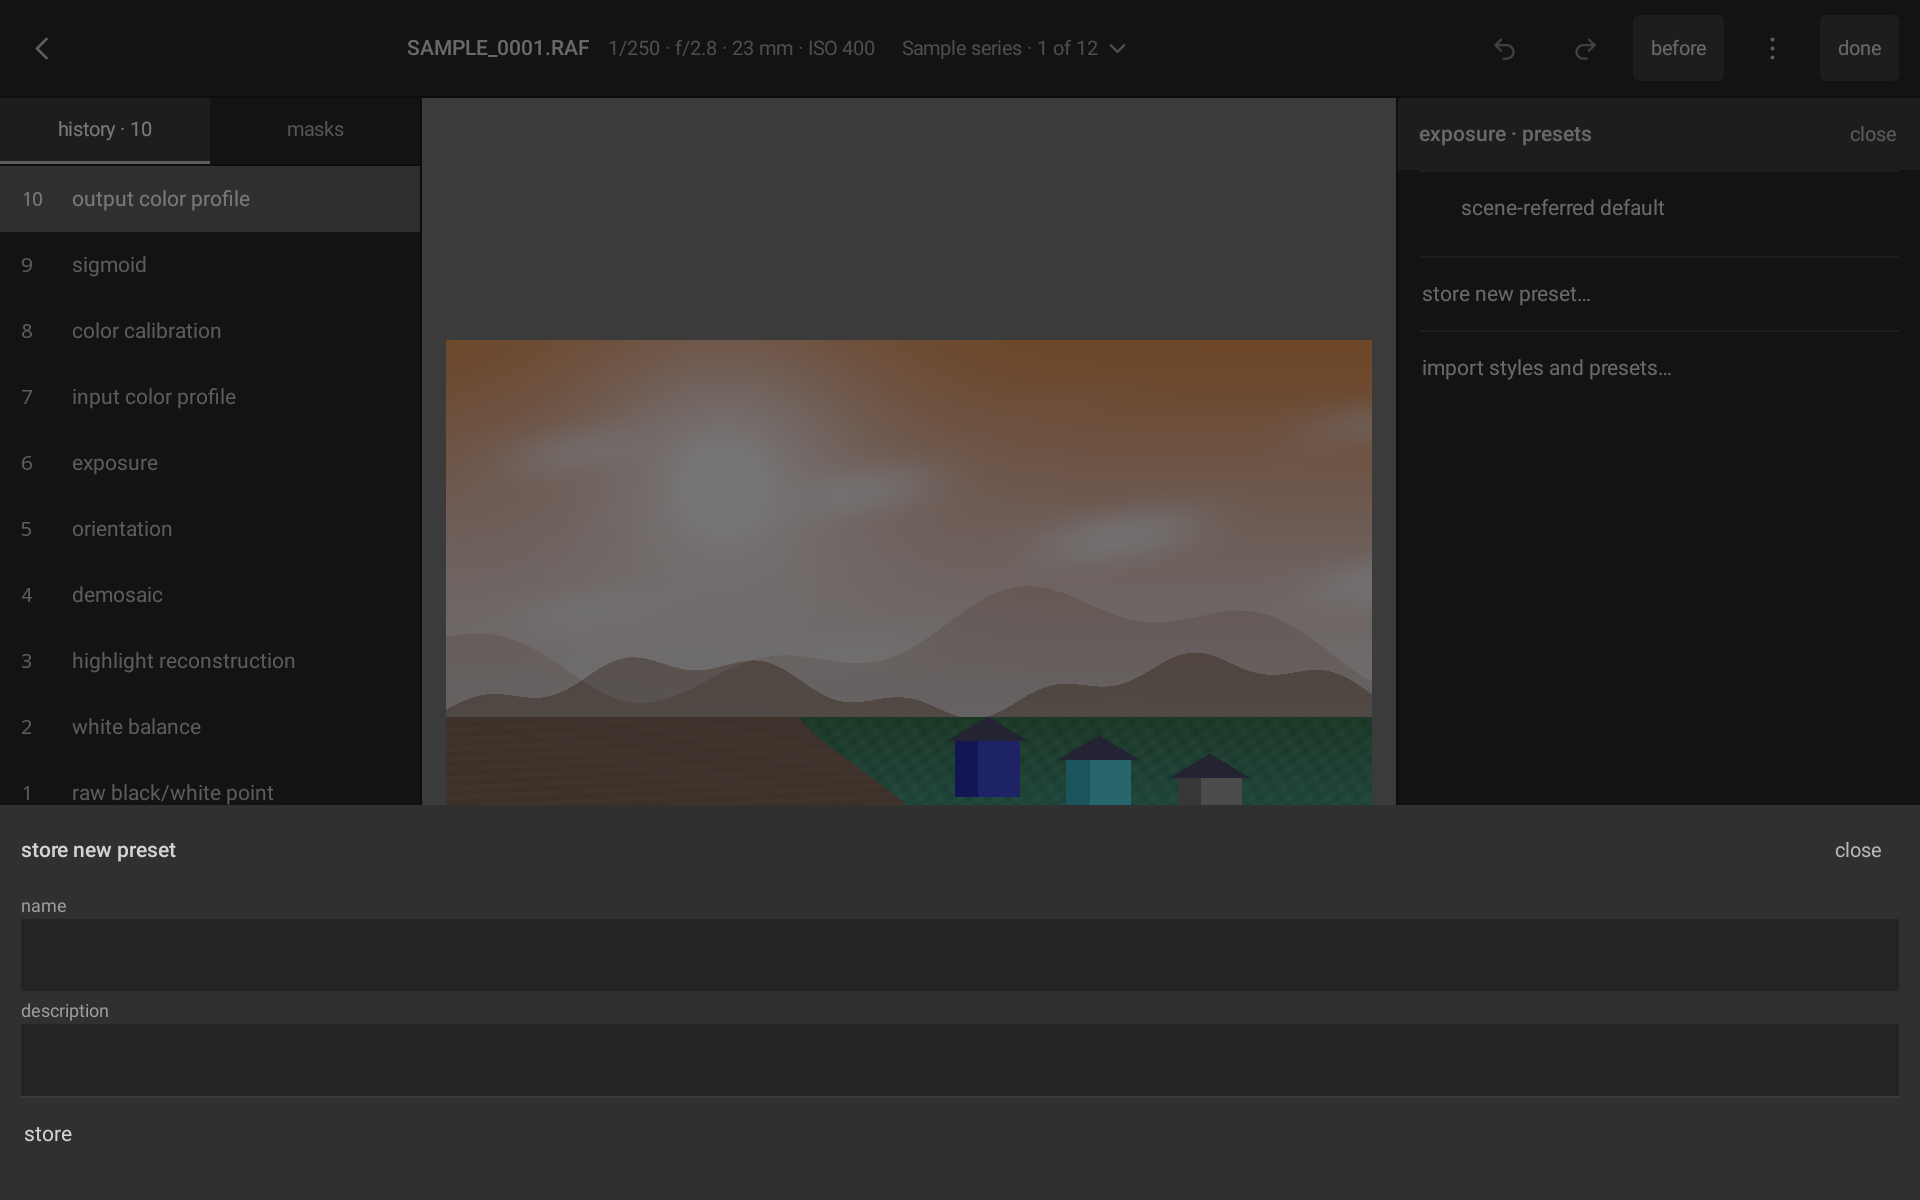 SAMPLE_0001.RAF 1/250 · f/2.8 · 23 mm · ISO 400 Sample series · 1 of 12
before
done
history · 10
masks
10 output color profile
9 sigmoid
8 color calibration
7 input color profile
6 exposure
5 orientation
4 demosaic
3 highlight reconstruction
2 white balance
1 raw black/white point
exposure · presets
close
scene-referred default
store new preset…
import styles and presets…
store new preset
close
name
description
store